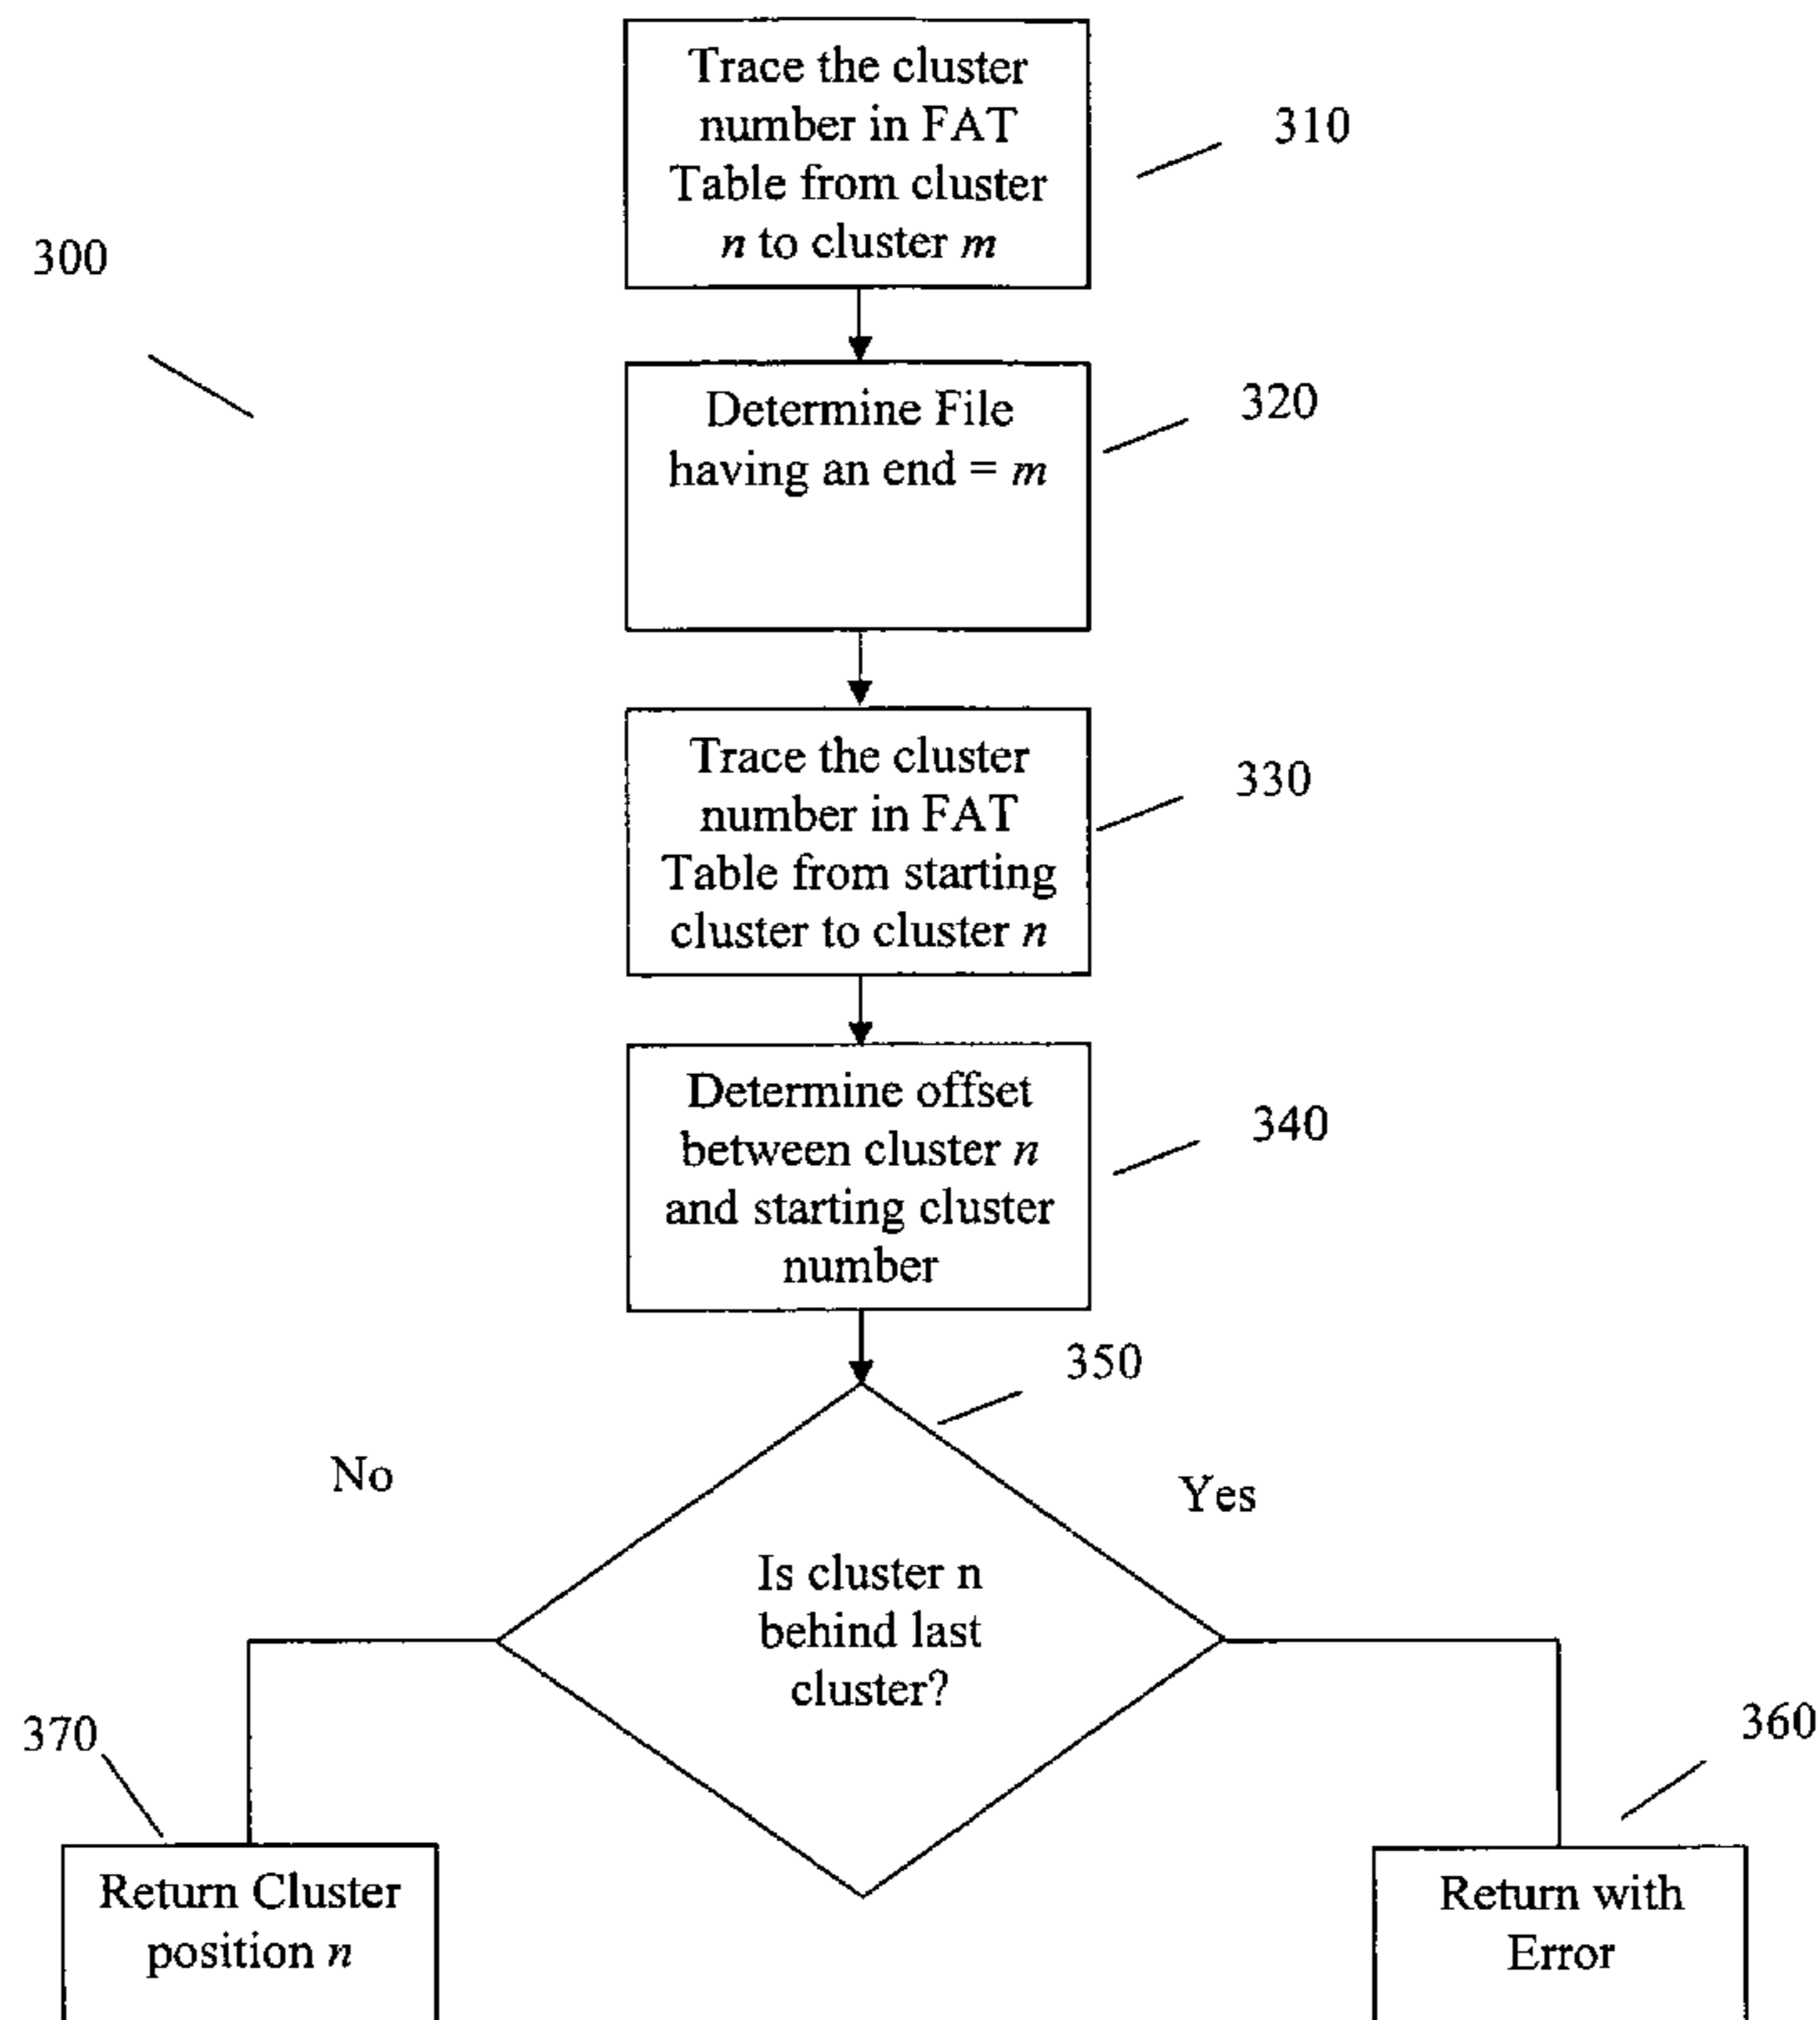 Trace the cluster
number in FAT
Table from cluster
n to cluster m
310
300
Determine File
having an end = m
320
Trace the cluster
number in FAT
Table from starting
cluster to cluster n
330
Determine offset
between cluster n
and starting cluster
number
340
350
No
Yes
Is cluster n
behind last
cluster?
370
360
Return Cluster
position n
Return with
Error